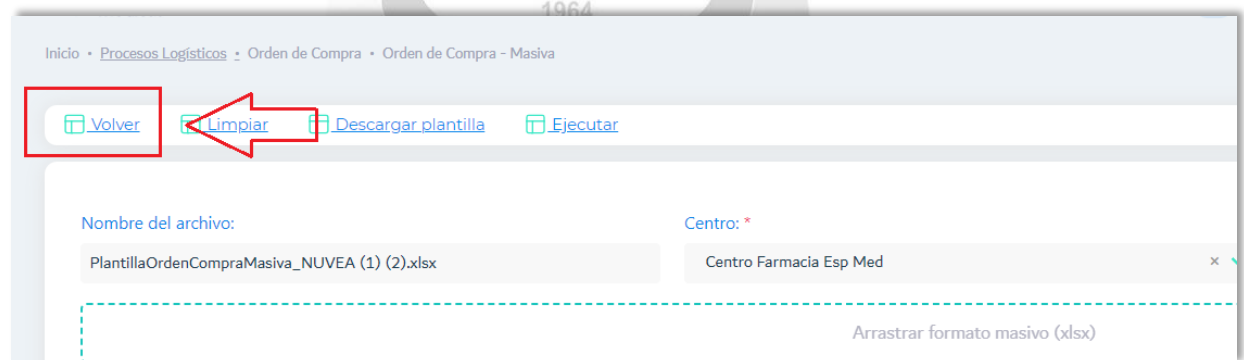 1964
Inicio • Procesos Logísticos • Orden de Compra • Orden de Compra - Masiva
Volver Limpiar Descargar plantilla Ejecutar
Nombre del archivo: Centro: *
PlantillaOrdenCompraMasiva_NUVEA (1) (2).xlsx Centro Farmacia Esp Med ×
Arrastrar formato masivo (xlsx)